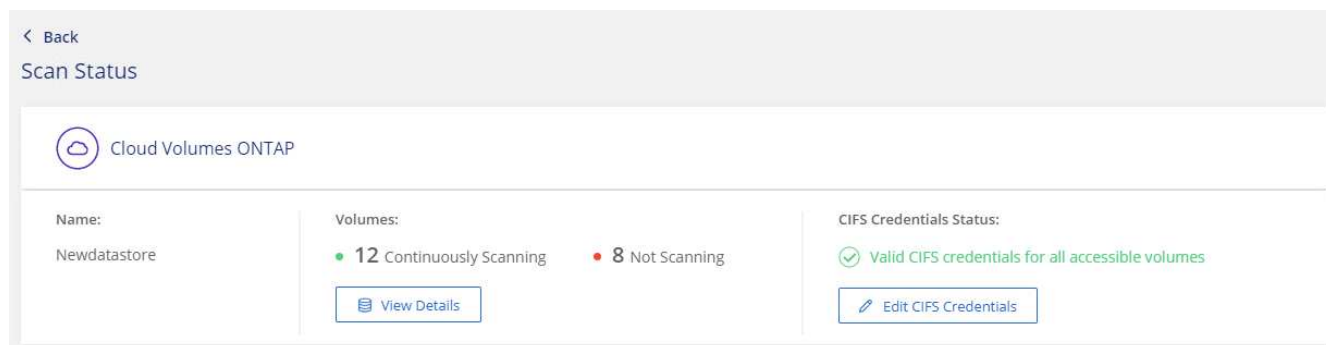 Back
Scan Status
Cloud Volumes ONTAP
Name:
Newdatastore
Volumes:
12 Continuously Scanning
8 Not Scanning
View Details
CIFS Credentials Status:
Valid CIFS credentials for all accessible volumes
Edit CIFS Credentials